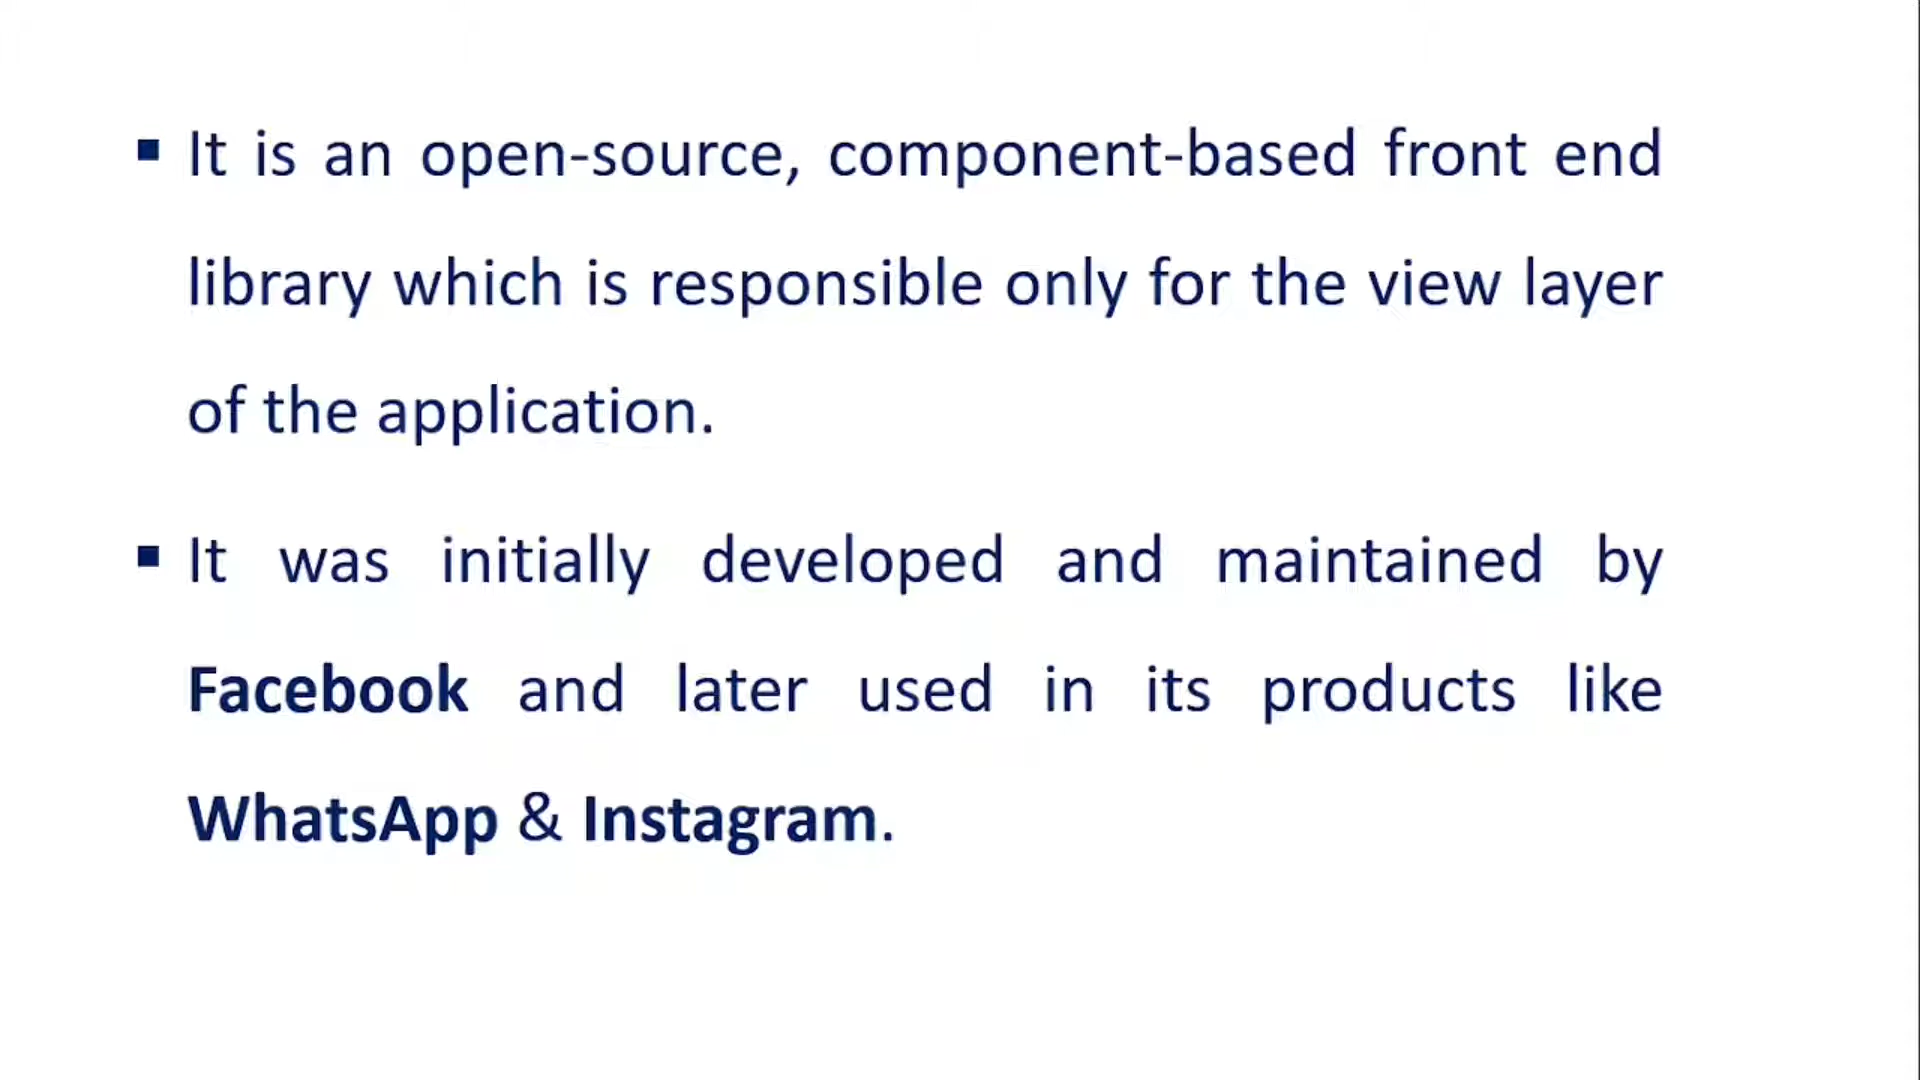 ▪ It is an open-source, component-based front end
library which is responsible only for the view layer
of the application.
▪ It was initially developed and maintained by
Facebook and later used in its products like
WhatsApp & Instagram.